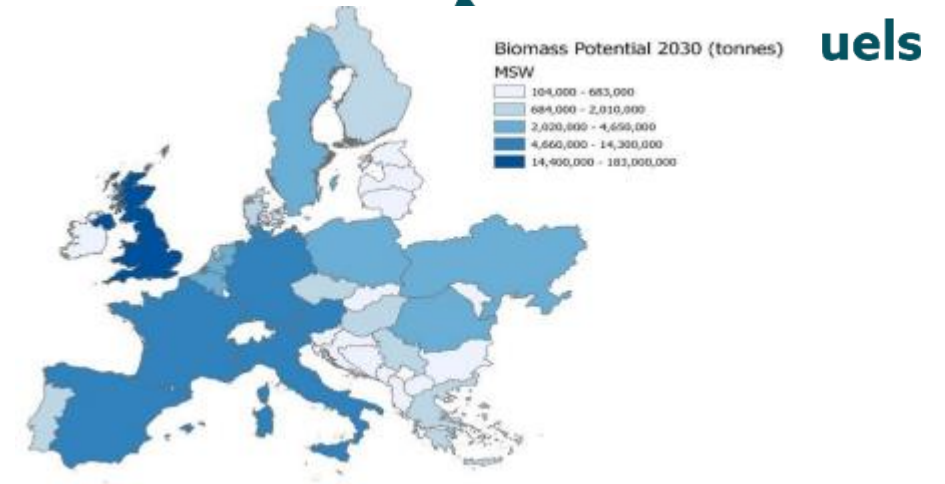 uels
Biomass Potential 2030 (tonnes)
MSW
104,000 - 683,000
684,000 - 2,010,000
2,020,000 - 4,650,000
4,660,000 - 14,300,000
14,400,000 - 183,000,000